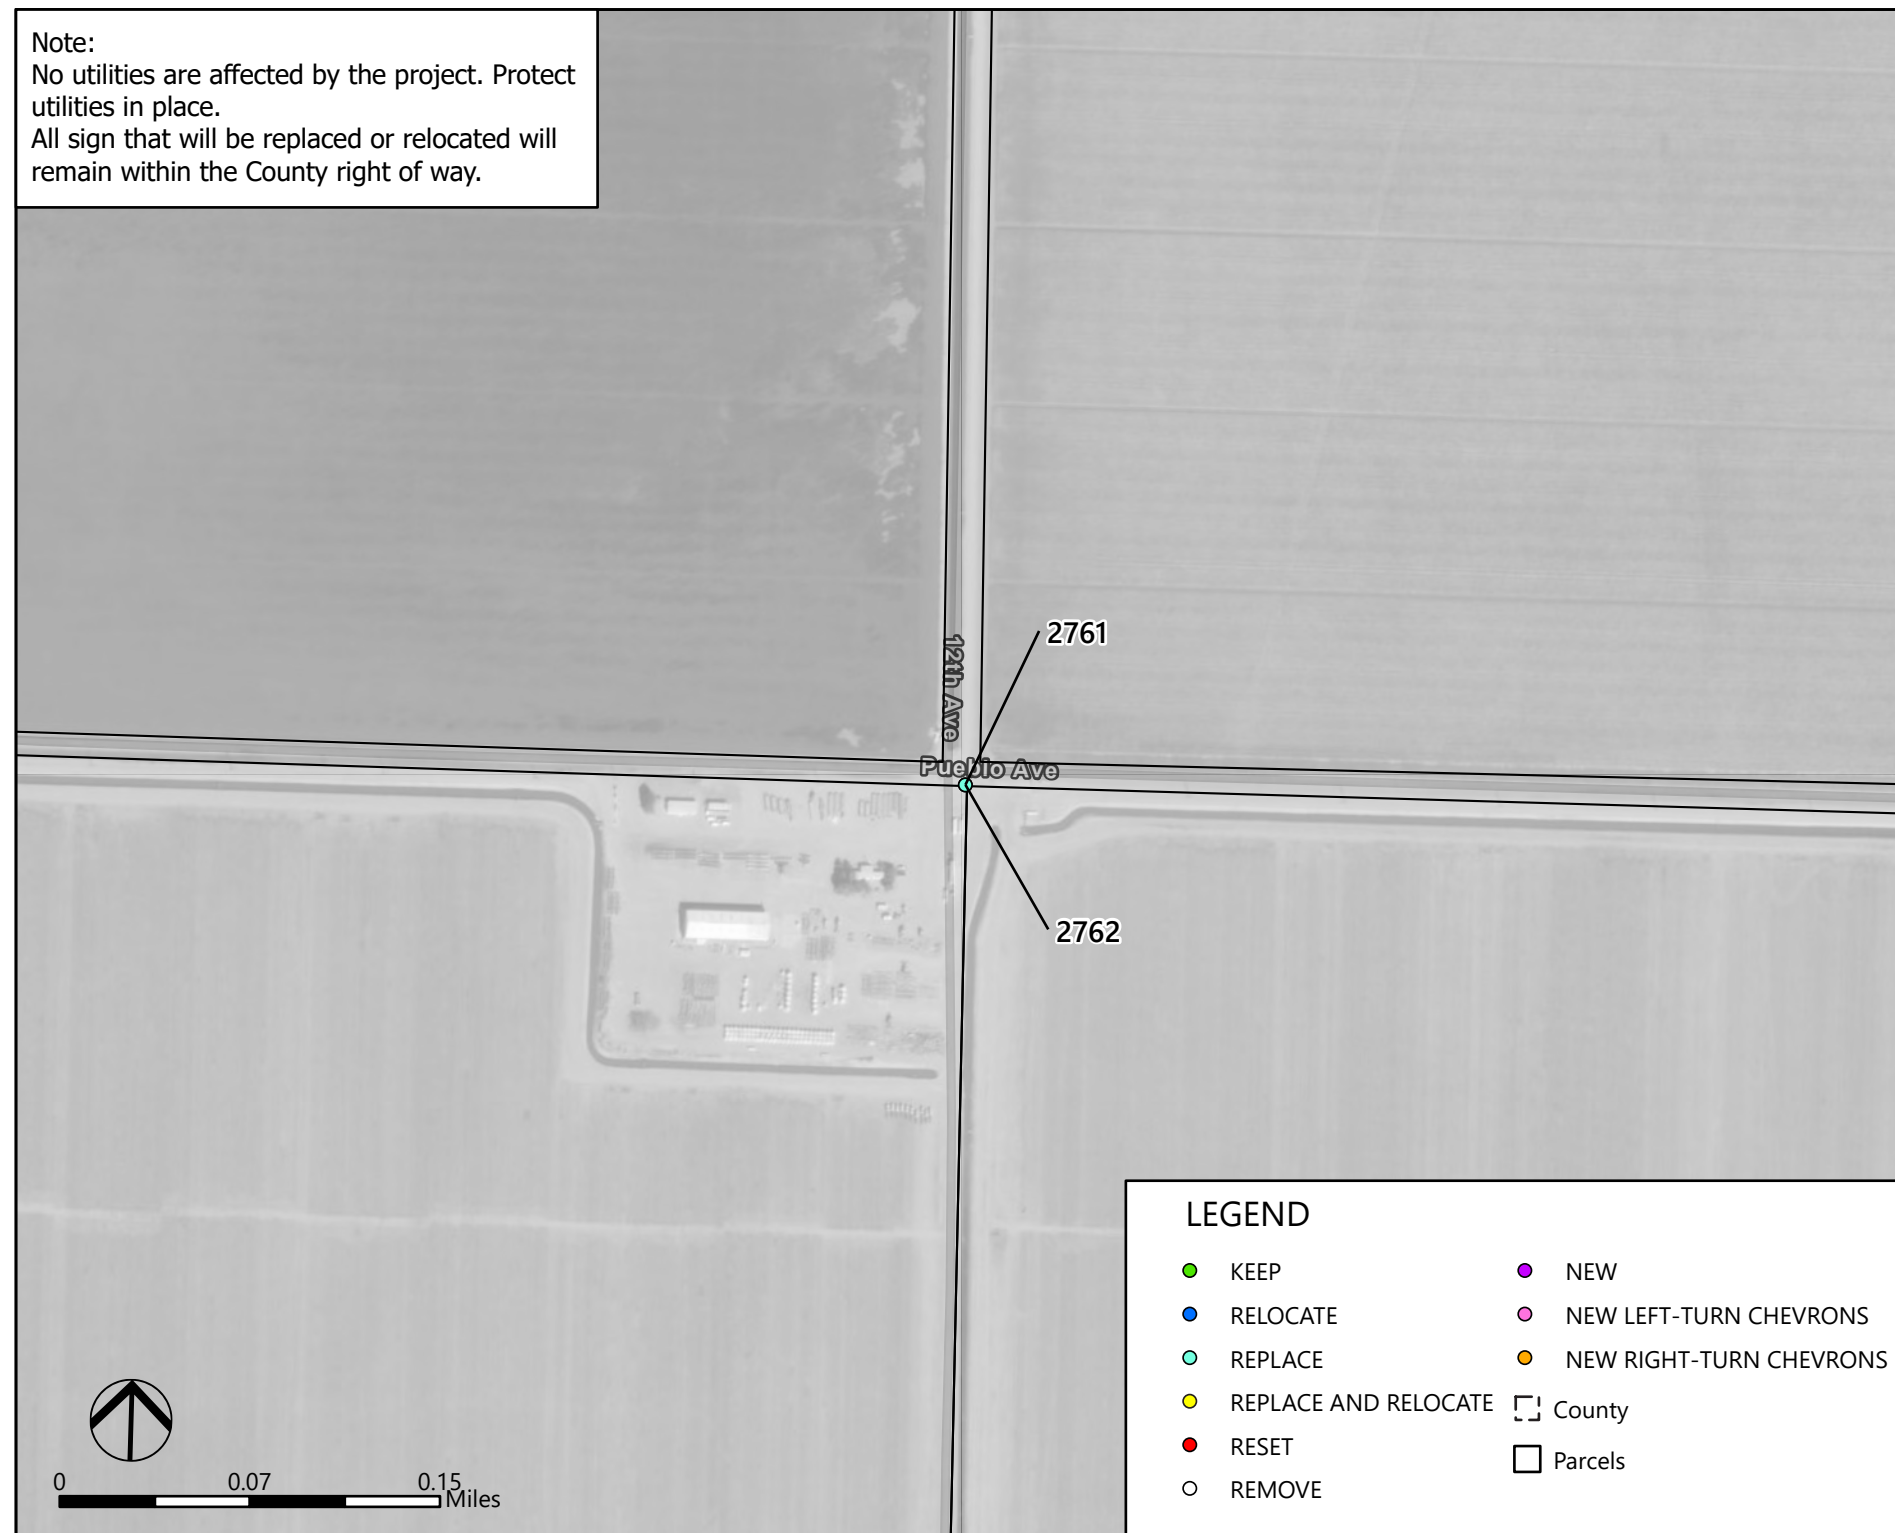 Note:
No utilities are affected by the project. Protect
utilities in place.
All sign that will be replaced or relocated will
remain within the County right of way.
2761
12th Ave
Pueblo Ave
2762
LEGEND
KEEP
RELOCATE
REPLACE
REPLACE AND RELOCATE
RESET
REMOVE
NEW
NEW LEFT-TURN CHEVRONS
NEW RIGHT-TURN CHEVRONS
County
Parcels
0 0.07 0.15
Miles